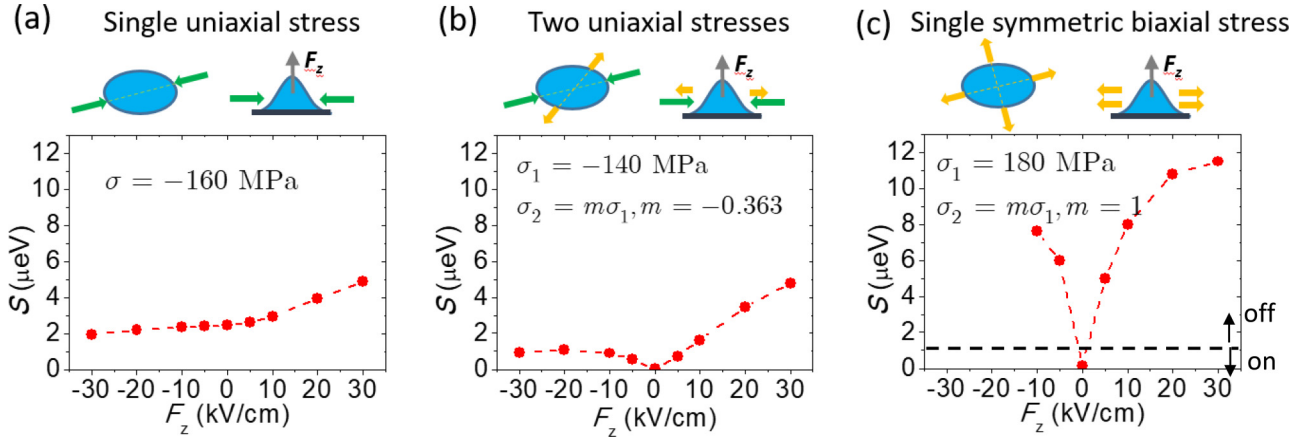 (a) Single uniaxial stress
F_z
σ = −160 MPa
12
10
8
6
4
2
0
S (μeV)
-30 -20 -10 0 10 20 30
F_z (kV/cm)
(b) Two uniaxial stresses
F_z
σ_1 = −140 MPa
σ_2 = mσ_1, m = −0.363
12
10
8
6
4
2
0
S (μeV)
-30 -20 -10 0 10 20 30
F_z (kV/cm)
(c) Single symmetric biaxial stress
F_z
σ_1 = 180 MPa
σ_2 = mσ_1, m = 1
12
10
8
6
4
2
0
S (μeV)
off
on
-30 -20 -10 0 10 20 30
F_z (kV/cm)